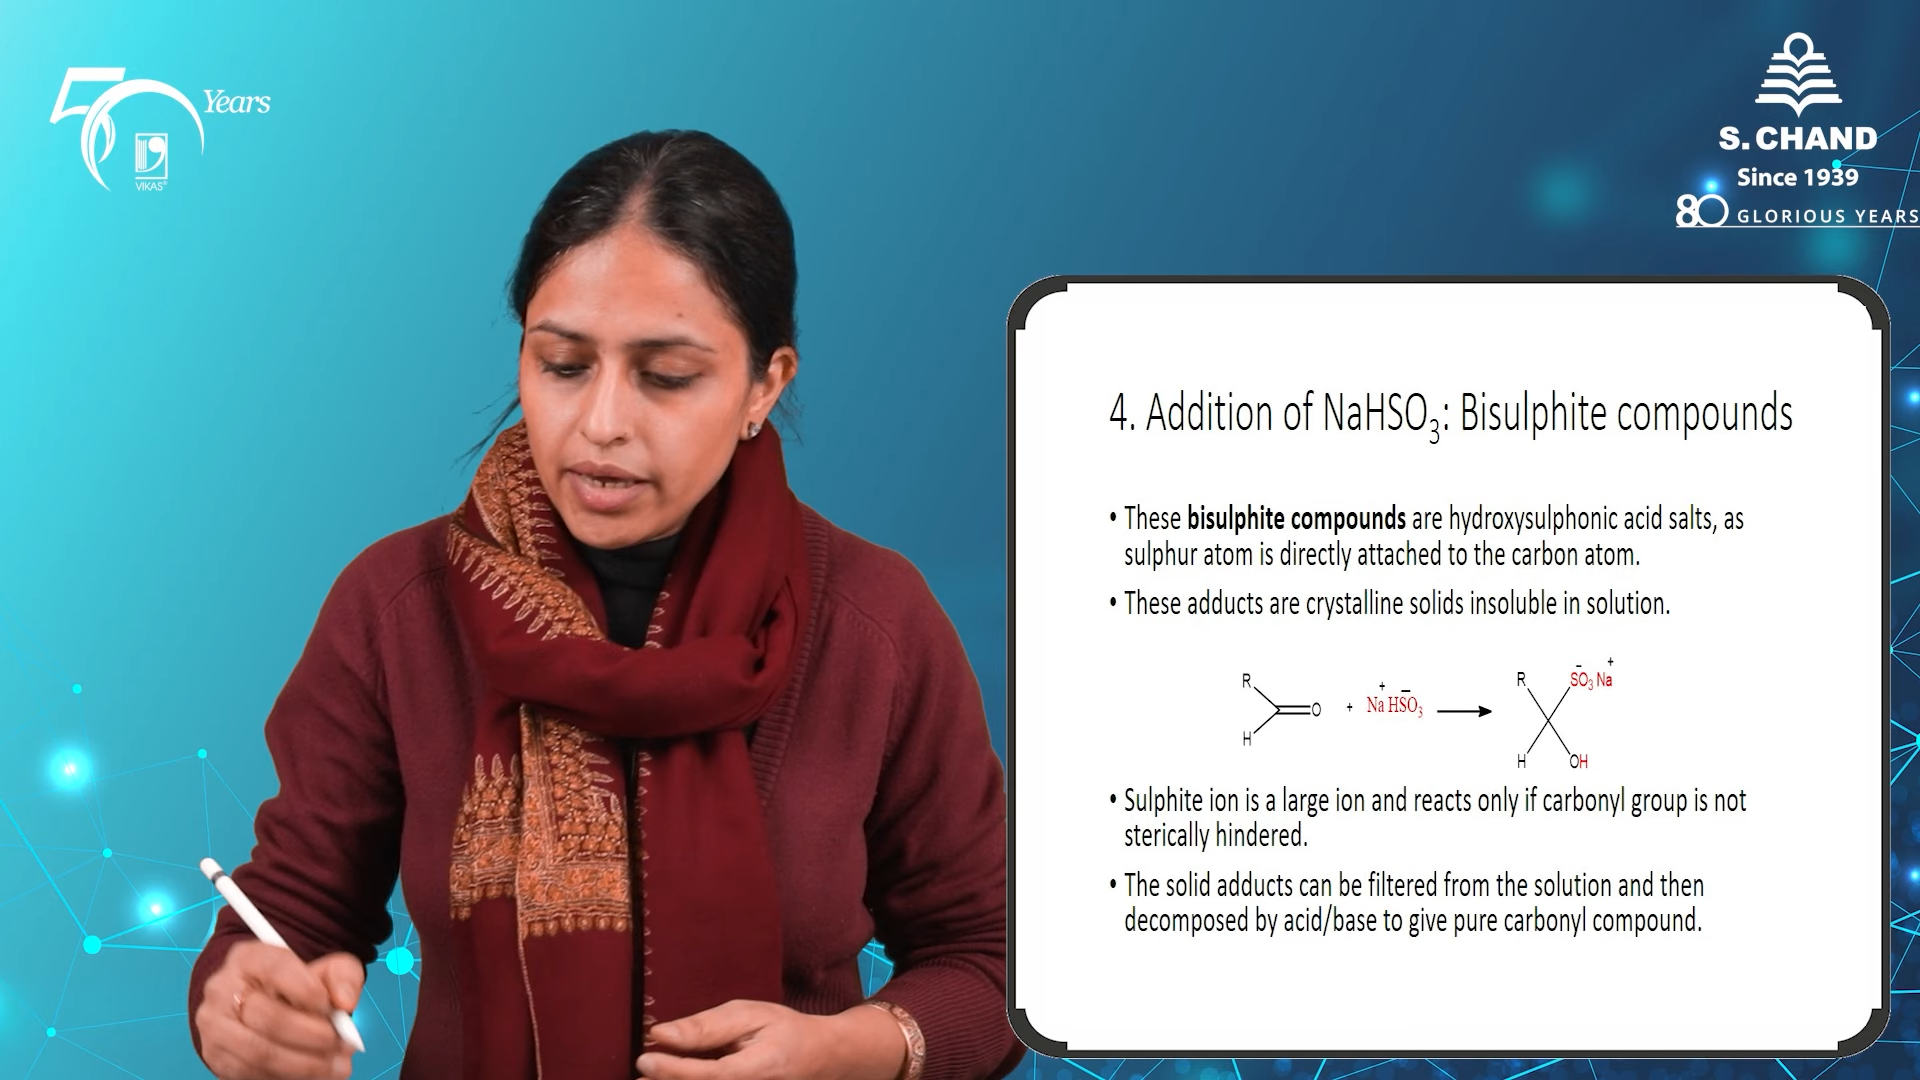 50 Years
VIKAS®
S. CHAND
Since 1939
80 GLORIOUS YEARS
4. Addition of NaHSO₃: Bisulphite compounds
• These bisulphite compounds are hydroxysulphonic acid salts, as
sulphur atom is directly attached to the carbon atom.
• These adducts are crystalline solids insoluble in solution.
R
H
O
+
+ −
Na HSO₃
R
− +
SO₃ Na
H
OH
• Sulphite ion is a large ion and reacts only if carbonyl group is not
sterically hindered.
• The solid adducts can be filtered from the solution and then
decomposed by acid/base to give pure carbonyl compound.